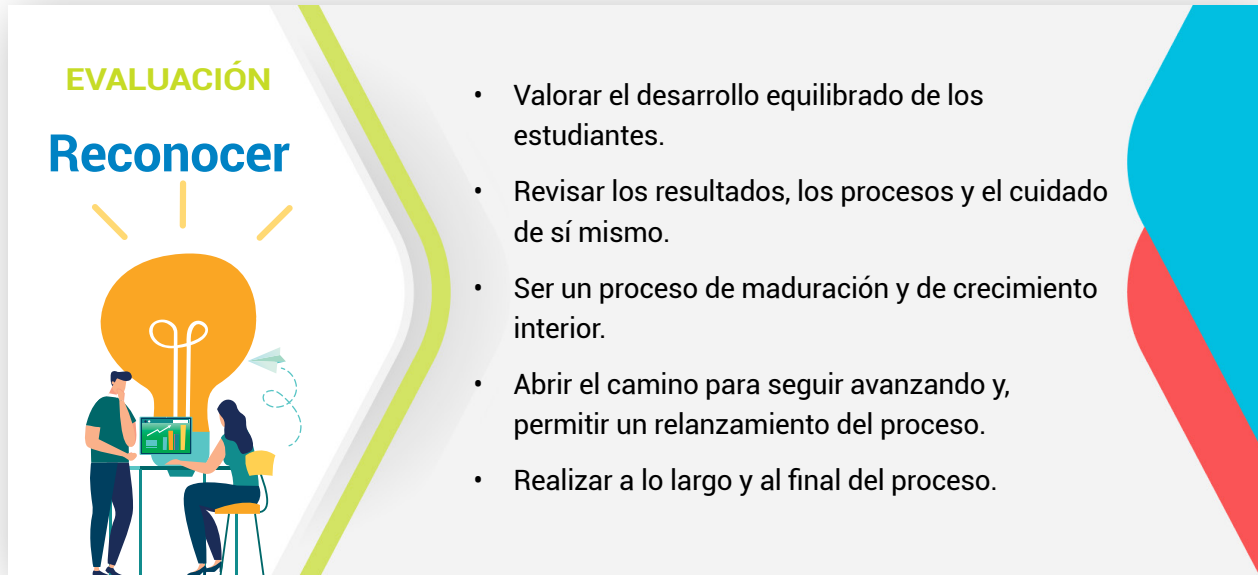 EVALUACIÓN
Reconocer
• Valorar el desarrollo equilibrado de los
estudiantes.
• Revisar los resultados, los procesos y el cuidado
de sí mismo.
• Ser un proceso de maduración y de crecimiento
interior.
• Abrir el camino para seguir avanzando y,
permitir un relanzamiento del proceso.
• Realizar a lo largo y al final del proceso.